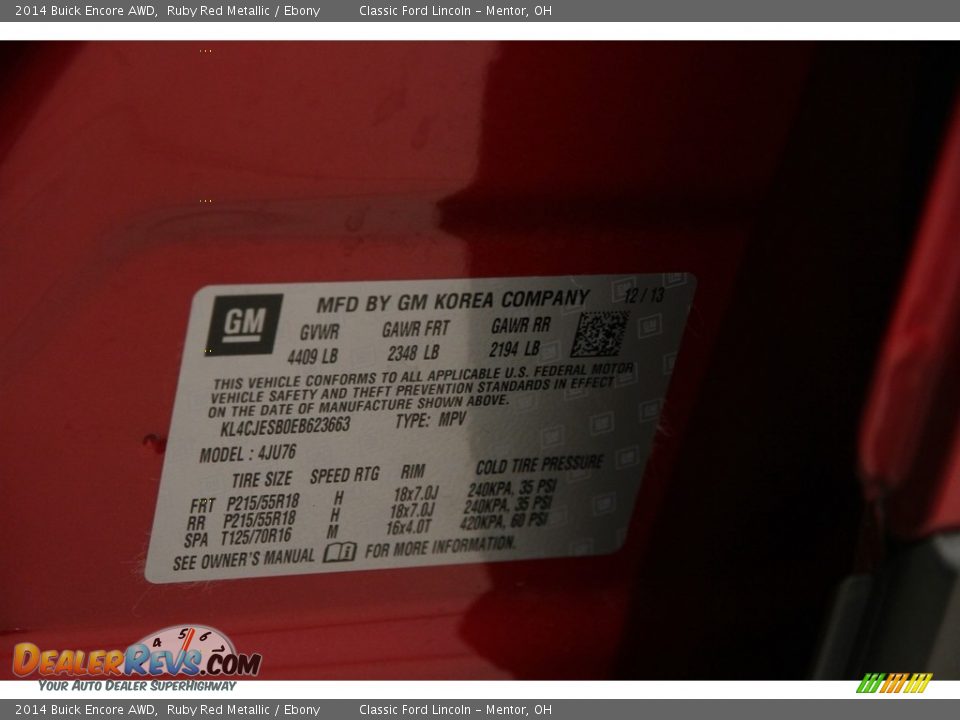 2014 Buick Encore AWD, Ruby Red Metallic / Ebony Classic Ford Lincoln – Mentor, OH
GM MFD BY GM KOREA COMPANY 12 / 13
GVWR GAWR FRT GAWR RR
4409 LB 2348 LB 2194 LB
THIS VEHICLE CONFORMS TO ALL APPLICABLE U.S. FEDERAL MOTOR
VEHICLE SAFETY AND THEFT PREVENTION STANDARDS IN EFFECT
ON THE DATE OF MANUFACTURE SHOWN ABOVE.
KL4CJESB0EB623663 TYPE: MPV
MODEL : 4JU76
TIRE SIZE SPEED RTG RIM COLD TIRE PRESSURE
FRT P215/55R18 H 18x7.0J 240KPA, 35 PSI
RR P215/55R18 H 18x7.0J 240KPA, 35 PSI
SPA T125/70R16 M 16x4.0T 420KPA, 60 PSI
SEE OWNER'S MANUAL FOR MORE INFORMATION.
4 5 6
DEALERREVS.COM
YOUR AUTO DEALER SUPERHIGHWAY
2014 Buick Encore AWD, Ruby Red Metallic / Ebony Classic Ford Lincoln – Mentor, OH